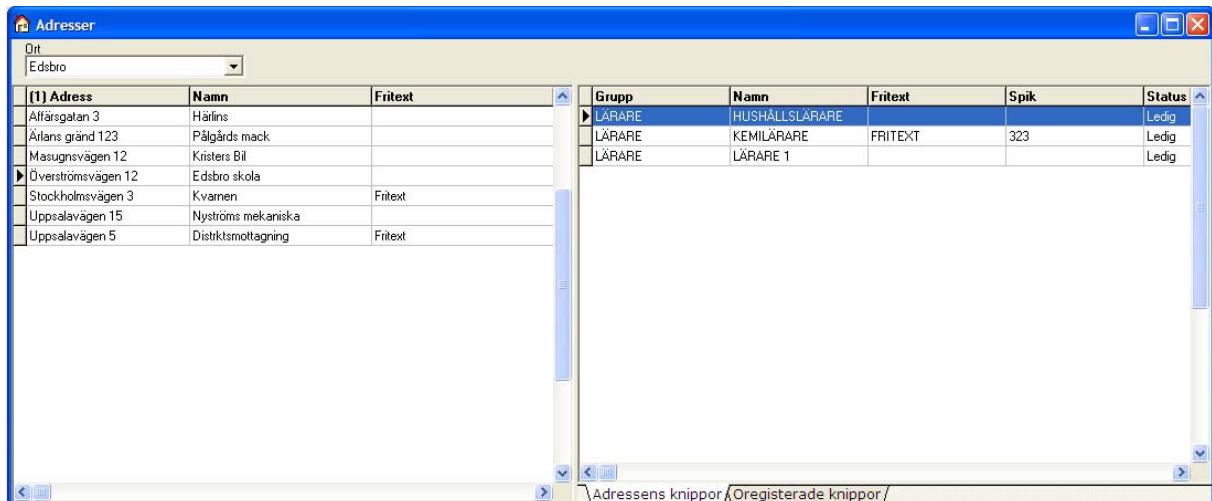 Adresser
Ort
Edsbro
(1) Adress Namn Fritext
Affärsgatan 3 Härlins
Ärlans gränd 123 Pålgårds mack
Masugnsvägen 12 Kristers Bil
Överströmsvägen 12 Edsbro skola
Stockholmsvägen 3 Kvarnen Fritext
Uppsalavägen 15 Nyströms mekaniska
Uppsalavägen 5 Distrktsmottagning Fritext
Grupp Namn Fritext Spik Status
LÄRARE HUSHÅLLSLÄRARE Ledig
LÄRARE KEMILÄRARE FRITEXT 323 Ledig
LÄRARE LÄRARE 1 Ledig
Adressens knippor Oregisterade knippor